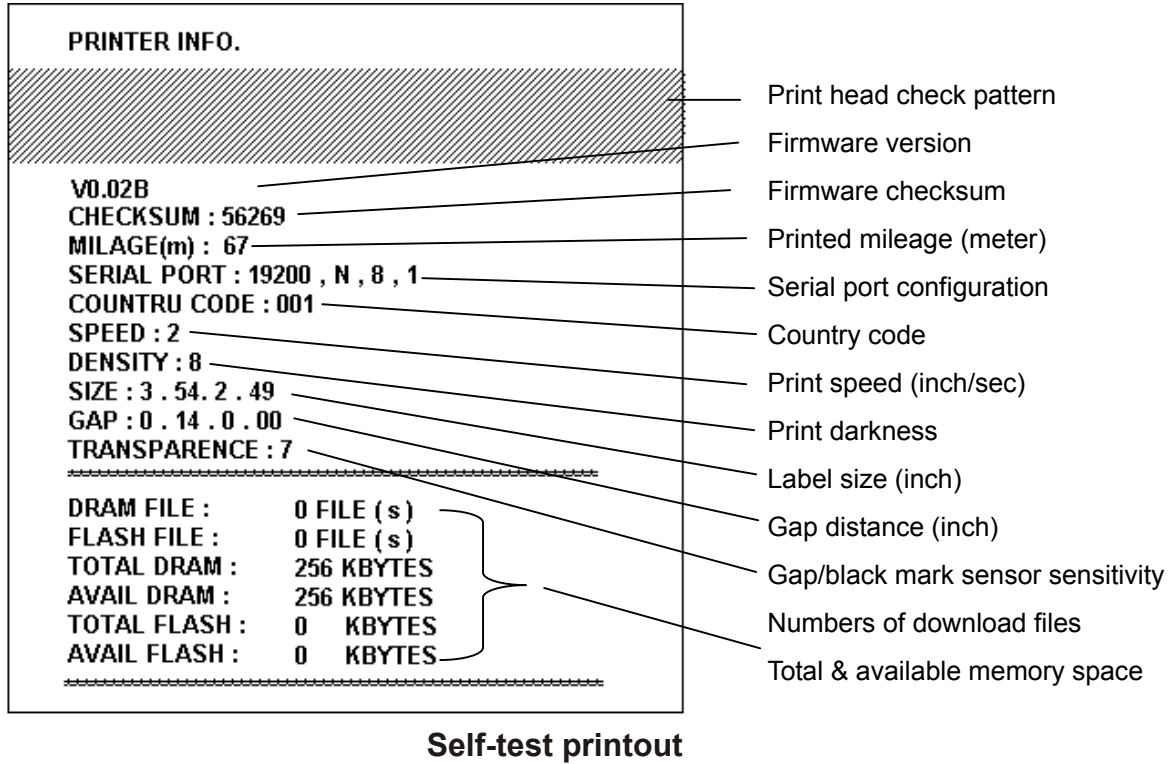 PRINTER INFO.
V0.02B
CHECKSUM : 56269
MILAGE(m) : 67
SERIAL PORT : 19200 , N , 8 , 1
COUNTRU CODE : 001
SPEED : 2
DENSITY : 8
SIZE : 3 . 54. 2 . 49
GAP : 0 . 14 . 0 . 00
TRANSPARENCE : 7
DRAM FILE : 0 FILE ( s )
FLASH FILE : 0 FILE ( s )
TOTAL DRAM : 256 KBYTES
AVAIL DRAM : 256 KBYTES
TOTAL FLASH : 0 KBYTES
AVAIL FLASH : 0 KBYTES
Print head check pattern
Firmware version
Firmware checksum
Printed mileage (meter)
Serial port configuration
Country code
Print speed (inch/sec)
Print darkness
Label size (inch)
Gap distance (inch)
Gap/black mark sensor sensitivity
Numbers of download files
Total & available memory space
Self-test printout